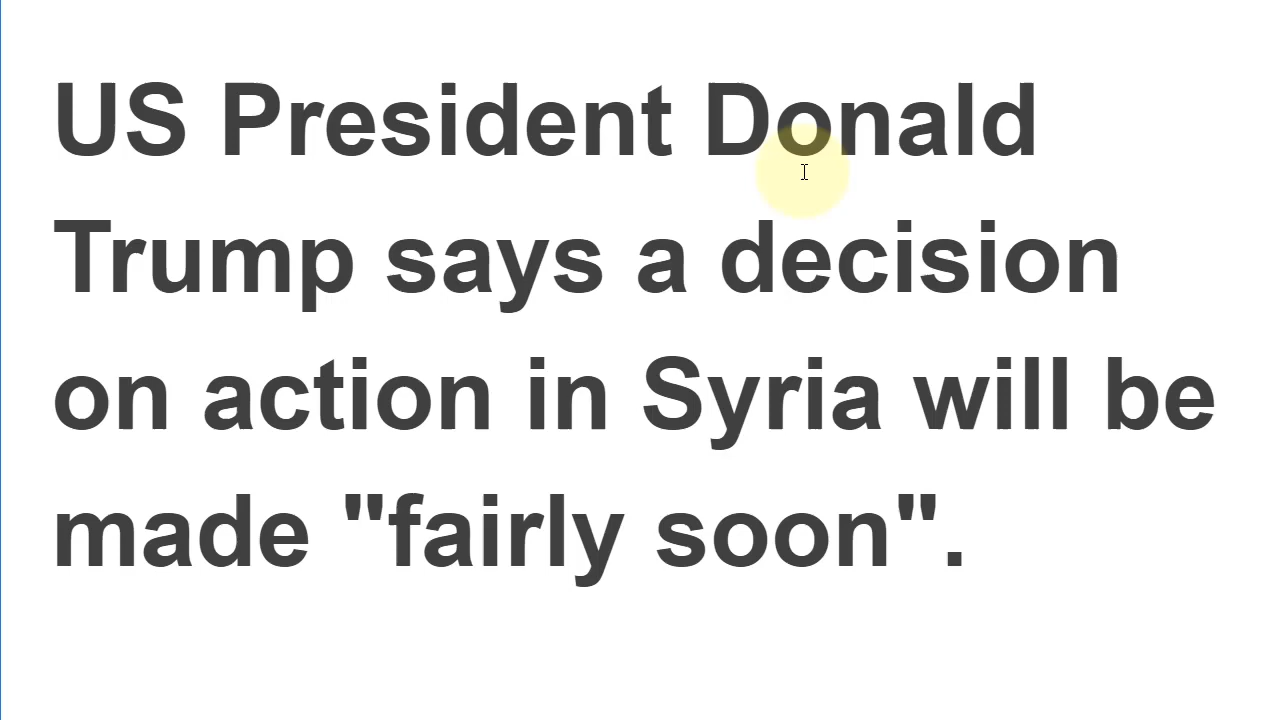 US President Donald
Trump says a decision
on action in Syria will be
made "fairly soon".